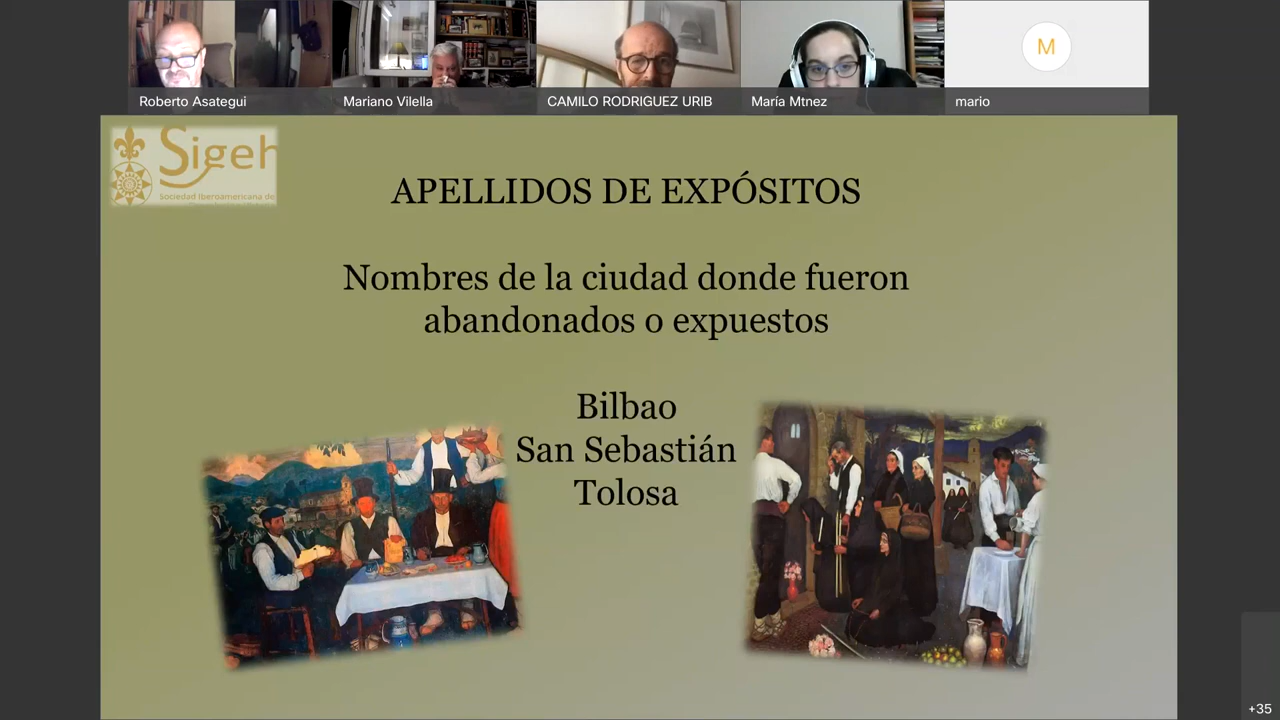 Roberto Asategui
Mariano Vilella
CAMILO RODRIGUEZ URIB
María Mtnez
M
mario
Sigeh
Sociedad Iberoamericana de
APELLIDOS DE EXPÓSITOS
Nombres de la ciudad donde fueron
abandonados o expuestos
Bilbao
San Sebastián
Tolosa
+35